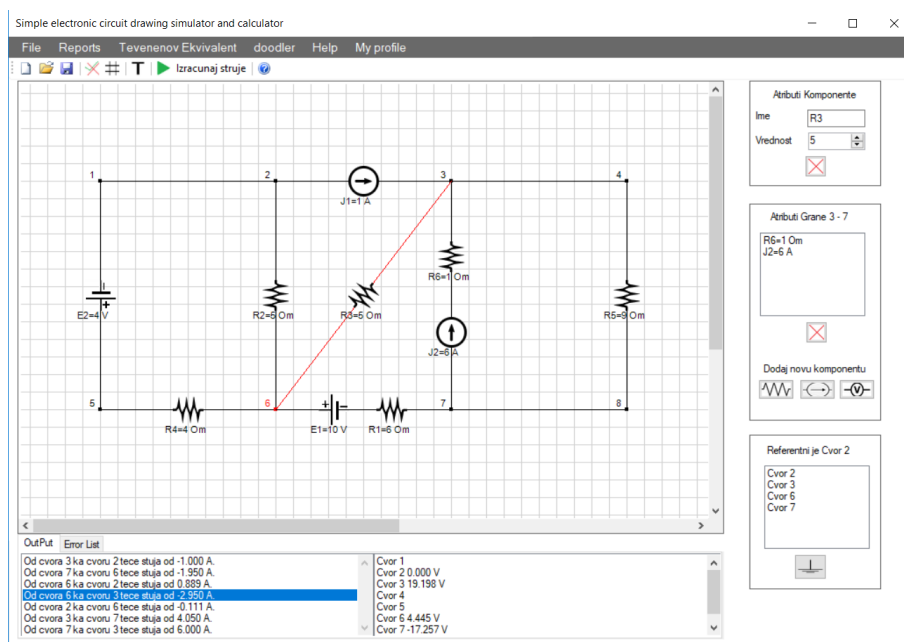 Simple electronic circuit drawing simulator and calculator
File Reports Tevenenov Ekvivalent doodler Help My profile
T Izracunaj struje
Atributi Komponente
Ime R3
Vrednost 5
1 2 3 4
J1=1 A
R6=1 Om
E2=4 V R2=5 Om R3=5 Om R5=9 Om
J2=6 A
5 6 7 8
R4=4 Om E1=10 V R1=6 Om
Atributi Grane 3 - 7
R6=1 Om
J2=6 A
Dodaj novu komponentu
V
Referentni je Cvor 2
Cvor 2
Cvor 3
Cvor 6
Cvor 7
OutPut Error List
Od cvora 3 ka cvoru 2 tece stuja od -1.000 A.
Od cvora 7 ka cvoru 6 tece stuja od -1.950 A.
Od cvora 6 ka cvoru 2 tece stuja od 0.889 A.
Od cvora 6 ka cvoru 3 tece stuja od -2.950 A.
Od cvora 2 ka cvoru 6 tece stuja od -0.111 A.
Od cvora 3 ka cvoru 7 tece stuja od 4.050 A.
Od cvora 7 ka cvoru 3 tece stuja od 6.000 A.
Cvor 1
Cvor 2 0.000 V
Cvor 3 19.198 V
Cvor 4
Cvor 5
Cvor 6 4.445 V
Cvor 7 -17.257 V